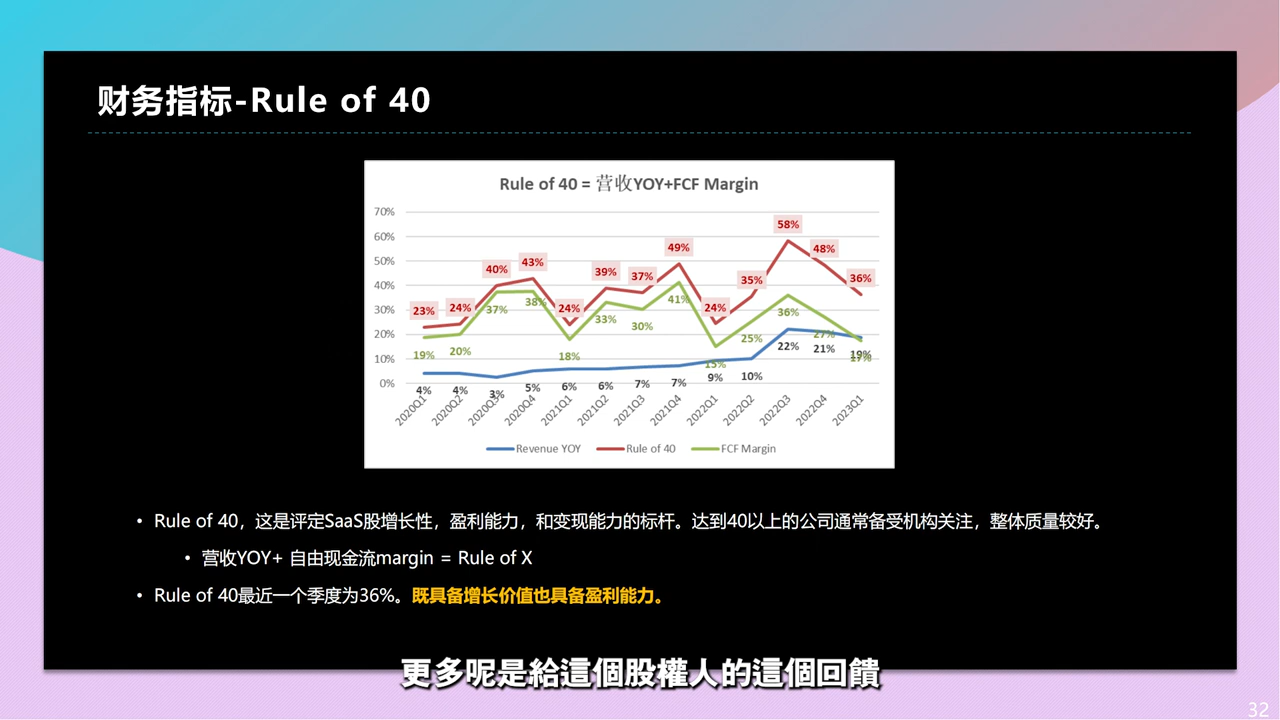 财务指标-Rule of 40
Rule of 40 = 营收YOY+FCF Margin
70%
60%
50%
40%
30%
20%
10%
0%
23% 24% 40% 43% 24% 39% 37% 49% 24% 35% 58% 48% 36%
19% 20% 37% 38% 18% 33% 30% 41% 15% 25% 36% 27% 17%
4% 4% 3% 5% 6% 6% 7% 7% 9% 10% 22% 21% 19%
2020Q1 2020Q2 2020Q3 2020Q4 2021Q1 2021Q2 2021Q3 2021Q4 2022Q1 2022Q2 2022Q3 2022Q4 2023Q1
Revenue YOY Rule of 40 FCF Margin
• Rule of 40，这是评定SaaS股增长性，盈利能力，和变现能力的标杆。达到40以上的公司通常备受机构关注，整体质量较好。
• 营收YOY+ 自由现金流margin = Rule of X
• Rule of 40最近一个季度为36%。既具备增长价值也具备盈利能力。
更多呢是給這個股權人的這個回饋
32